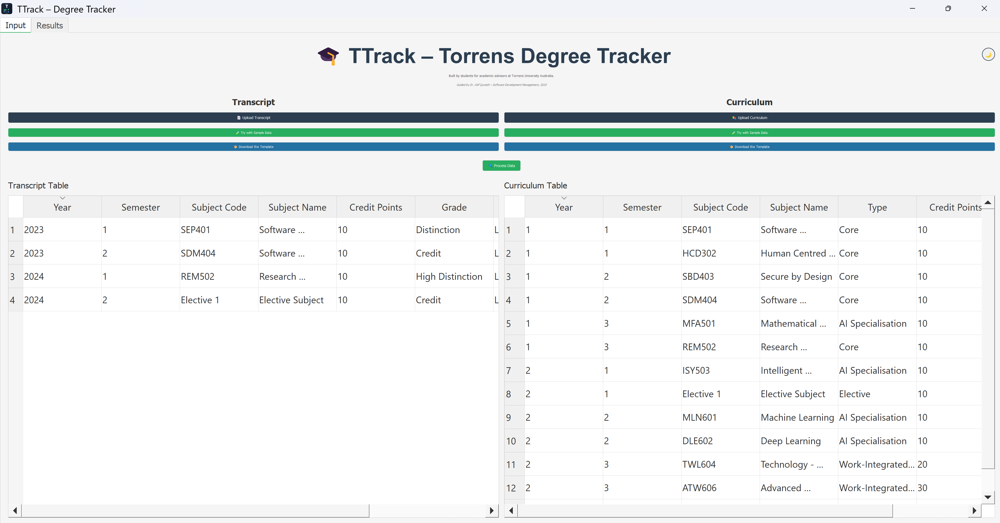 TTrack – Degree Tracker
Input Results
TTrack – Torrens Degree Tracker
Built by students for academic advisors at Torrens University Australia.
Guided by Dr. Atif Qureshi – Software Development Management, 2025
Transcript
Upload Transcript
Try with Sample Data
Download the Template
Curriculum
Upload Curriculum
Try with Sample Data
Download the Template
Process Data
Transcript Table
Year Semester Subject Code Subject Name Credit Points Grade
1 2023 1 SEP401 Software ... 10 Distinction L
2 2023 2 SDM404 Software ... 10 Credit L
3 2024 1 REM502 Research ... 10 High Distinction L
4 2024 2 Elective 1 Elective Subject 10 Credit L
Curriculum Table
Year Semester Subject Code Subject Name Type Credit Points
1 1 1 SEP401 Software ... Core 10
2 1 1 HCD302 Human Centred ... Core 10
3 1 2 SBD403 Secure by Design Core 10
4 1 2 SDM404 Software ... Core 10
5 1 3 MFA501 Mathematical ... AI Specialisation 10
6 1 3 REM502 Research ... Core 10
7 2 1 ISY503 Intelligent ... AI Specialisation 10
8 2 1 Elective 1 Elective Subject Elective 10
9 2 2 MLN601 Machine Learning AI Specialisation 10
10 2 2 DLE602 Deep Learning AI Specialisation 10
11 2 3 TWL604 Technology - ... Work-Integrated... 20
12 2 3 ATW606 Advanced ... Work-Integrated... 30